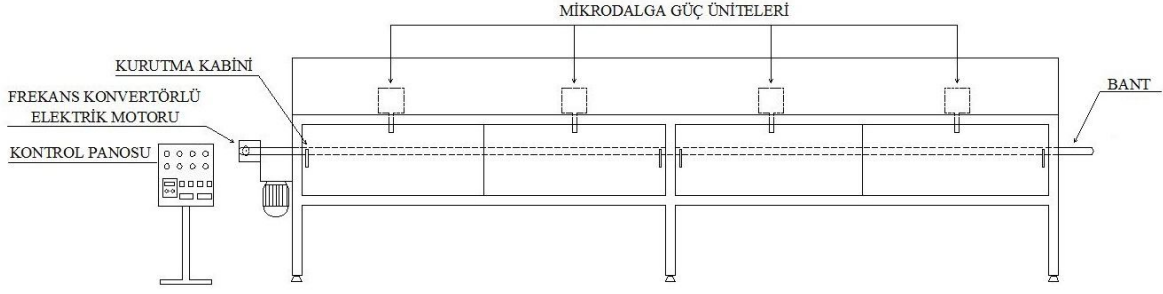 MİKRODALGA GÜÇ ÜNİTELERİ
KURUTMA KABİNİ
FREKANS KONVERTÖRLÜ
ELEKTRİK MOTORU
KONTROL PANOSU
BANT